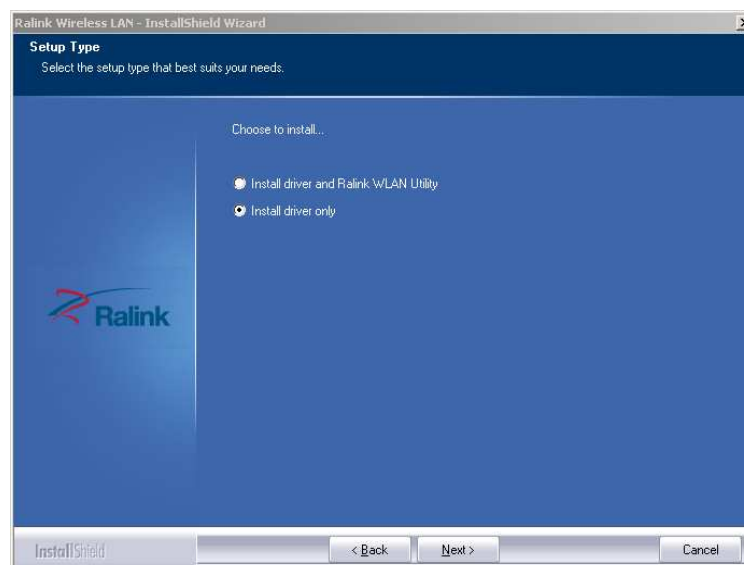 Ralink Wireless LAN - InstallShield Wizard
Setup Type
Select the setup type that best suits your needs.
Choose to install...
Install driver and Ralink WLAN Utility
Install driver only
Ralink
InstallShield
< Back
Next >
Cancel